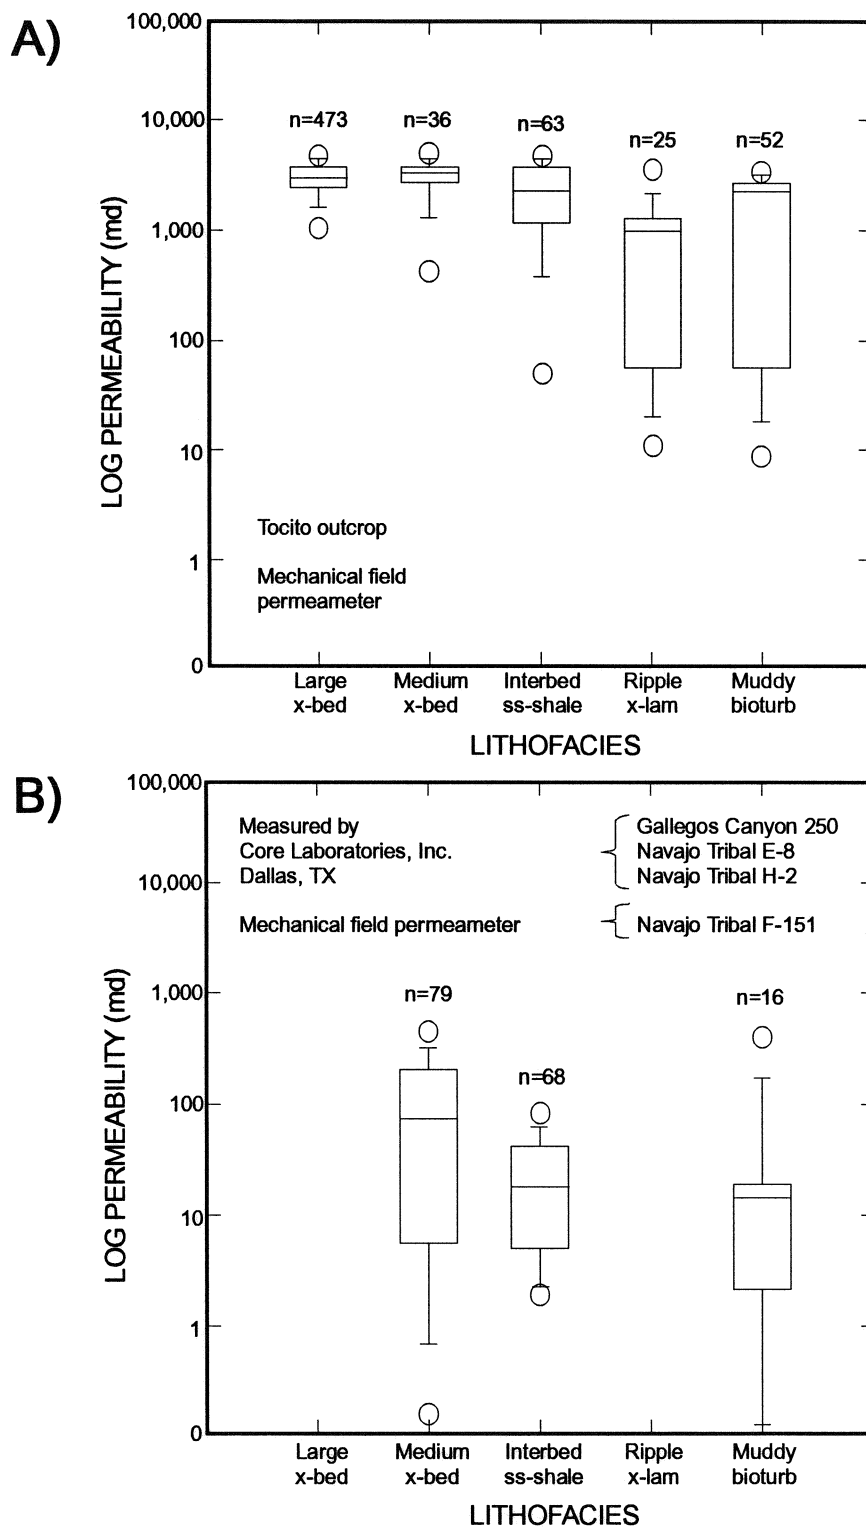 A)
LOG PERMEABILITY (md)
100,000
10,000
1,000
100
10
1
0
n=473
n=36
n=63
n=25
n=52
Tocito outcrop
Mechanical field
permeameter
Large
x-bed
Medium
x-bed
Interbed
ss-shale
Ripple
x-lam
Muddy
bioturb
LITHOFACIES
B)
LOG PERMEABILITY (md)
100,000
10,000
1,000
100
10
1
0
Measured by
Core Laboratories, Inc.
Dallas, TX
Gallegos Canyon 250
Navajo Tribal E-8
Navajo Tribal H-2
Mechanical field permeameter
Navajo Tribal F-151
n=79
n=68
n=16
Large
x-bed
Medium
x-bed
Interbed
ss-shale
Ripple
x-lam
Muddy
bioturb
LITHOFACIES